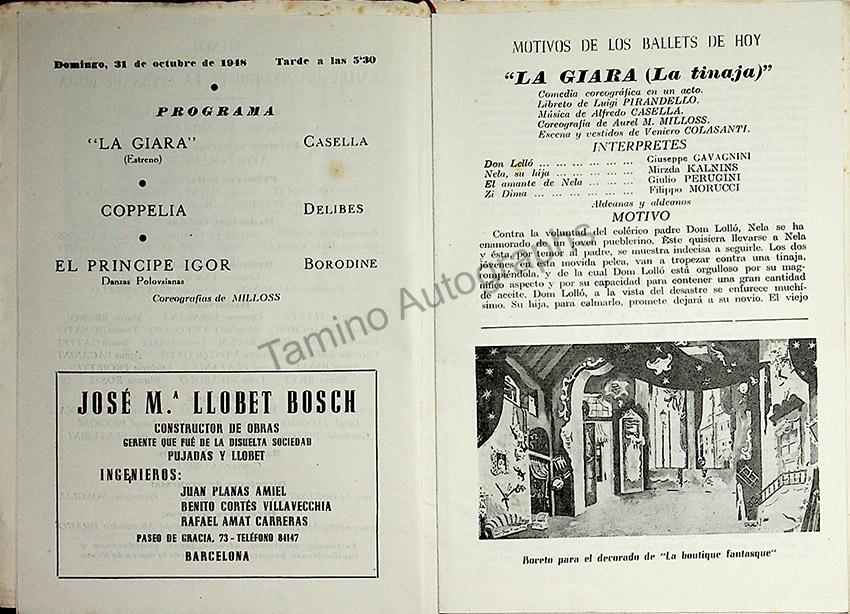 Domingo, 31 de octubre de 1948 Tarde a las 5'30
PROGRAMA
"LA GIARA" CASELLA
(Estreno)
COPPELIA DELIBES
EL PRINCIPE IGOR BORODINE
Danzas Polovsianas
Coreografías de MILLOSS
JOSÉ M.ª LLOBET BOSCH
CONSTRUCTOR DE OBRAS
GERENTE QUE FUÉ DE LA DISUELTA SOCIEDAD
PUJADAS Y LLOBET
INGENIEROS:
JUAN PLANAS AMIEL
BENITO CORTÉS VILLAVECCHIA
RAFAEL AMAT CARRERAS
PASEO DE GRACIA, 73 - TELÉFONO 84147
BARCELONA
MOTIVOS DE LOS BALLETS DE HOY
"LA GIARA (La tinaja)"
Comedia coreográfica en un acto.
Libreto de Luigi PIRANDELLO.
Música de Alfredo CASELLA.
Coreografía de Aurel M. MILLOSS.
Escena y vestidos de Veniero COLASANTI.
INTERPRETES
Don Lelló ... ... ... ... ... ... Giuseppe GAVAGNINI
Nela, su hija ... ... ... ... ... Mirzda KALNINS
El amante de Nela ... ... ... ... Giulio PERUGINI
Zi Dima ... ... ... ... ... ... Filippo MORUCCI
Aldeanas y aldeanos
MOTIVO
Contra la voluntad del colérico padre Dom Lolló, Nela se ha
enamorado de un joven pueblerino. Éste quisiera llevarse a Nela
y ésta, por temor al padre, se muestra indecisa a seguirle. Los dos
jóvenes en esta movida pelea, van a tropezar contra una tinaja,
rompiéndola, y de la cual Dom Lolló está orgulloso por su mag-
nífico aspecto y por su capacidad para contener una gran cantidad
de aceite. Dom Lolló, a la vista del desastre se enfurece muchí-
simo. Su hija, para calmarlo, promete dejará a su novio. El viejo
Boceto para el decorado de "La boutique fantasque"
Tamino Autographs